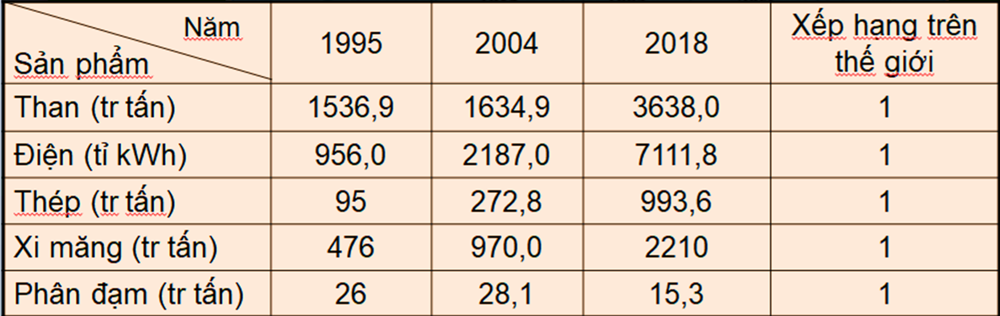 Năm
Sản phẩm
1995
2004
2018
Xếp hạng trên
thế giới
Than (tr tấn) 1536,9 1634,9 3638,0 1
Điện (tỉ kWh) 956,0 2187,0 7111,8 1
Thép (tr tấn) 95 272,8 993,6 1
Xi măng (tr tấn) 476 970,0 2210 1
Phân đạm (tr tấn) 26 28,1 15,3 1